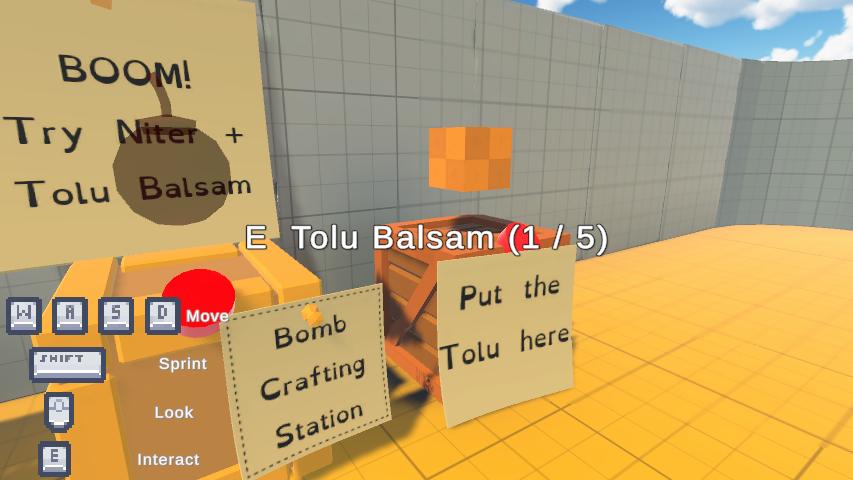 BOOM!
Try Niter +
Tolu Balsam
E Tolu Balsam (1 / 5)
Put the
Tolu here
Bomb
Crafting
Station
W A S D Move
SHIFT Sprint
Look
E Interact